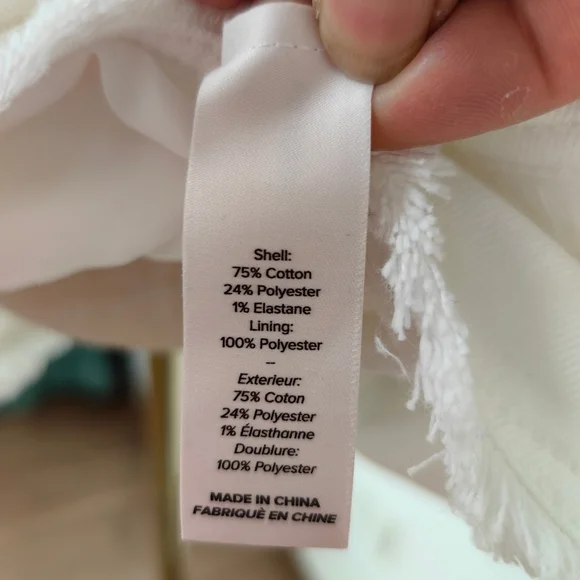 Shell:
75% Cotton
24% Polyester
1% Elastane
Lining:
100% Polyester
–
Exterieur:
75% Coton
24% Polyester
1% Élasthanne
Doublure:
100% Polyester
MADE IN CHINA
FABRIQUÈ EN CHINE